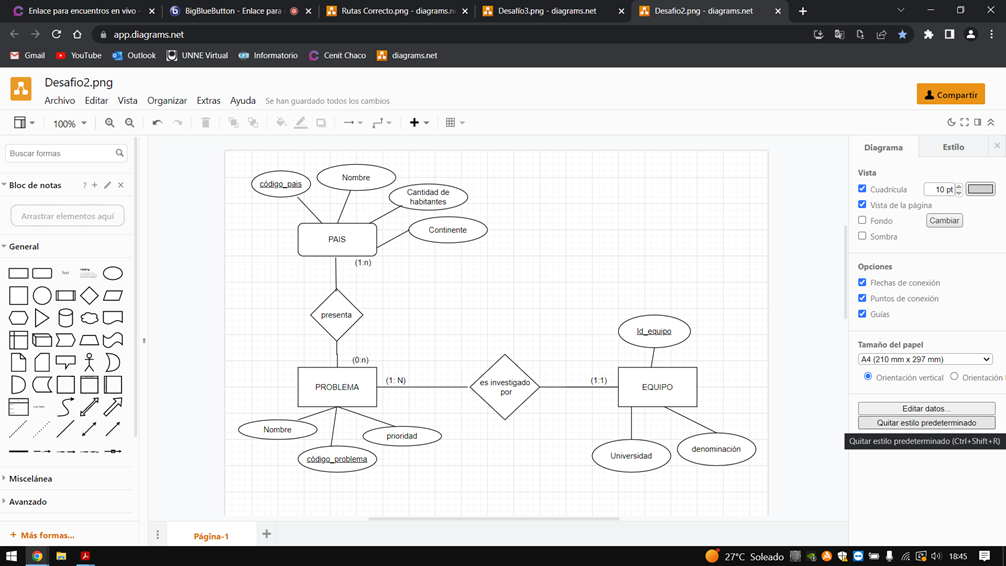 Enlace para encuentros en vivo -
BigBlueButton - Enlace para
Rutas Correcto.png - diagrams.n
Desafío3.png - diagrams.net
Desafio2.png - diagrams.net
app.diagrams.net
Gmail
YouTube
Outlook
UNNE Virtual
Informatorio
Cenit Chaco
diagrams.net
Desafio2.png
Archivo Editar Vista Organizar Extras Ayuda Se han guardado todos los cambios
Compartir
100%
Buscar formas
Bloc de notas
Arrastrar elementos aquí
General
Text
Heading
Misceláneа
Avanzado
+ Más formas...
código_pais
Nombre
Cantidad de
habitantes
Continente
PAIS
(1:n)
presenta
(0:n)
PROBLEMA
(1: N)
es investigado
por
(1:1)
EQUIPO
Id_equipo
Nombre
prioridad
código_problema
Universidad
denominación
Página-1
Diagrama
Estilo
Vista
Cuadrícula
10 pt
Vista de la página
Fondo
Cambiar
Sombra
Opciones
Flechas de conexión
Puntos de conexión
Guías
Tamaño del papel
A4 (210 mm x 297 mm)
Orientación vertical
Orientación
Editar datos...
Quitar estilo predeterminado
Quitar estilo predeterminado (Ctrl+Shift+R)
27°C Soleado
18:45